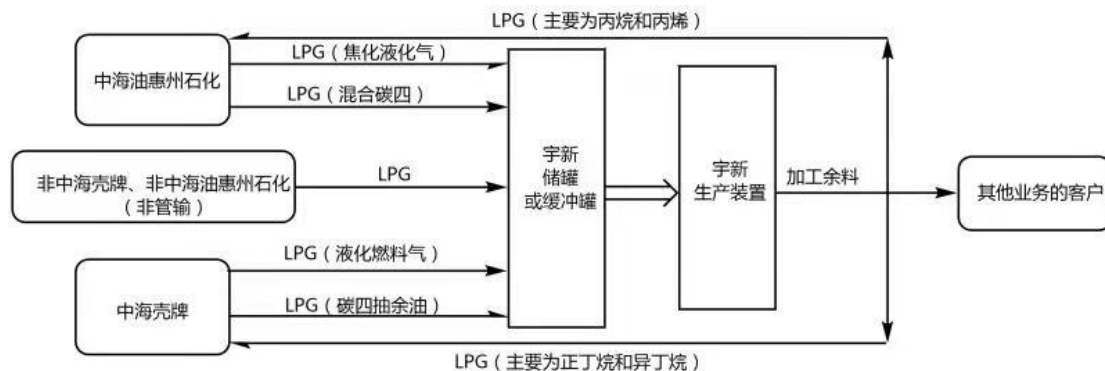 LPG（主要为丙烷和丙烯）
中海油惠州石化
LPG（焦化液化气）
LPG（混合碳四）
非中海壳牌、非中海油惠州石化
（非管输）
LPG
宇新
储罐
或缓冲罐
宇新
生产装置
加工余料
其他业务的客户
中海壳牌
LPG（液化燃料气）
LPG（碳四抽余油）
LPG（主要为正丁烷和异丁烷）